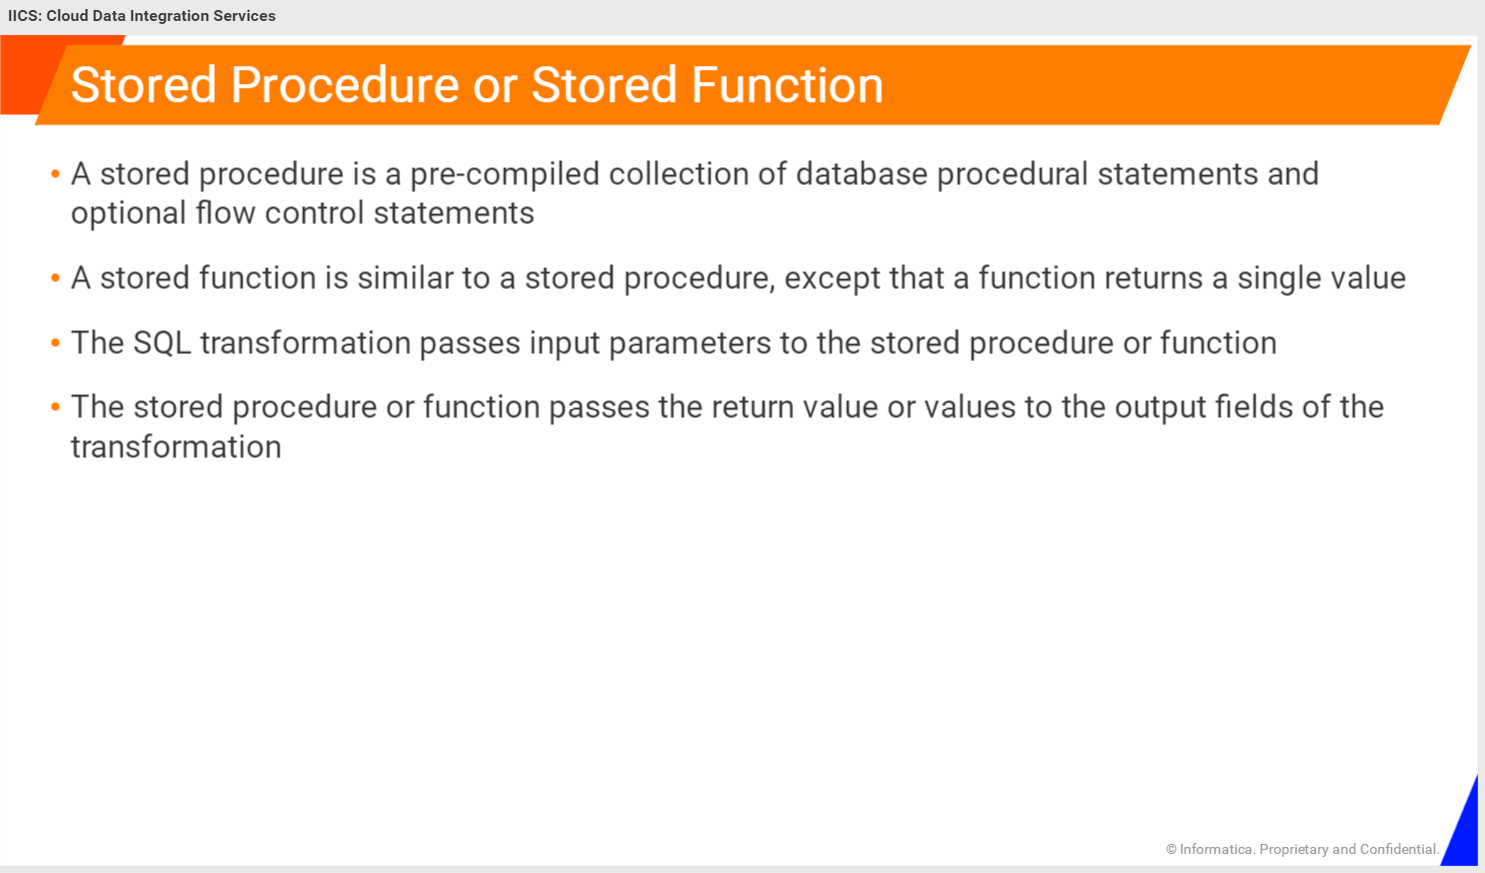 IICS: Cloud Data Integration Services
Stored Procedure or Stored Function
• A stored procedure is a pre-compiled collection of database procedural statements and
optional flow control statements
• A stored function is similar to a stored procedure, except that a function returns a single value
• The SQL transformation passes input parameters to the stored procedure or function
• The stored procedure or function passes the return value or values to the output fields of the
transformation
© Informatica. Proprietary and Confidential.